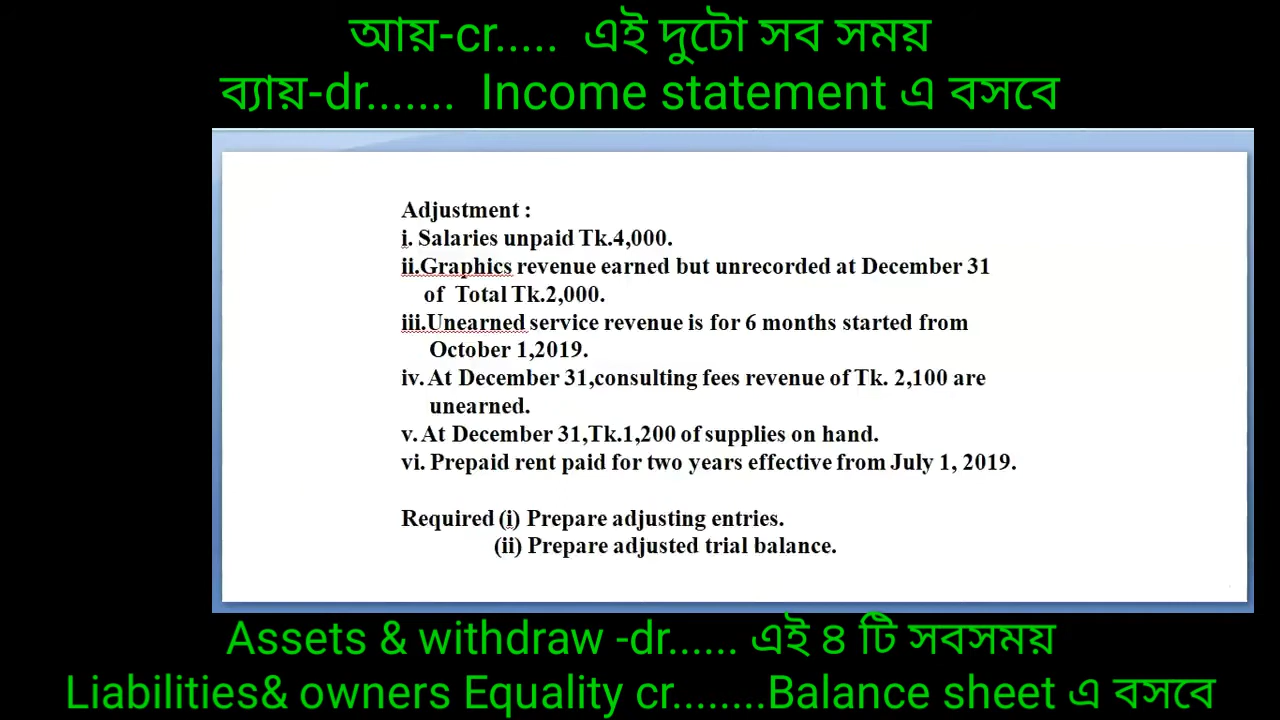 আয়-cr..... এই দুটো সব সময়
ব্যায়-dr....... Income statement এ বসবে
Adjustment :
i. Salaries unpaid Tk.4,000.
ii.Graphics revenue earned but unrecorded at December 31
of Total Tk.2,000.
iii.Unearned service revenue is for 6 months started from
October 1,2019.
iv. At December 31,consulting fees revenue of Tk. 2,100 are
unearned.
v. At December 31,Tk.1,200 of supplies on hand.
vi. Prepaid rent paid for two years effective from July 1, 2019.
Required (i) Prepare adjusting entries.
(ii) Prepare adjusted trial balance.
Assets & withdraw -dr...... এই ৪ টি সবসময়
Liabilities& owners Equality cr........Balance sheet এ বসবে